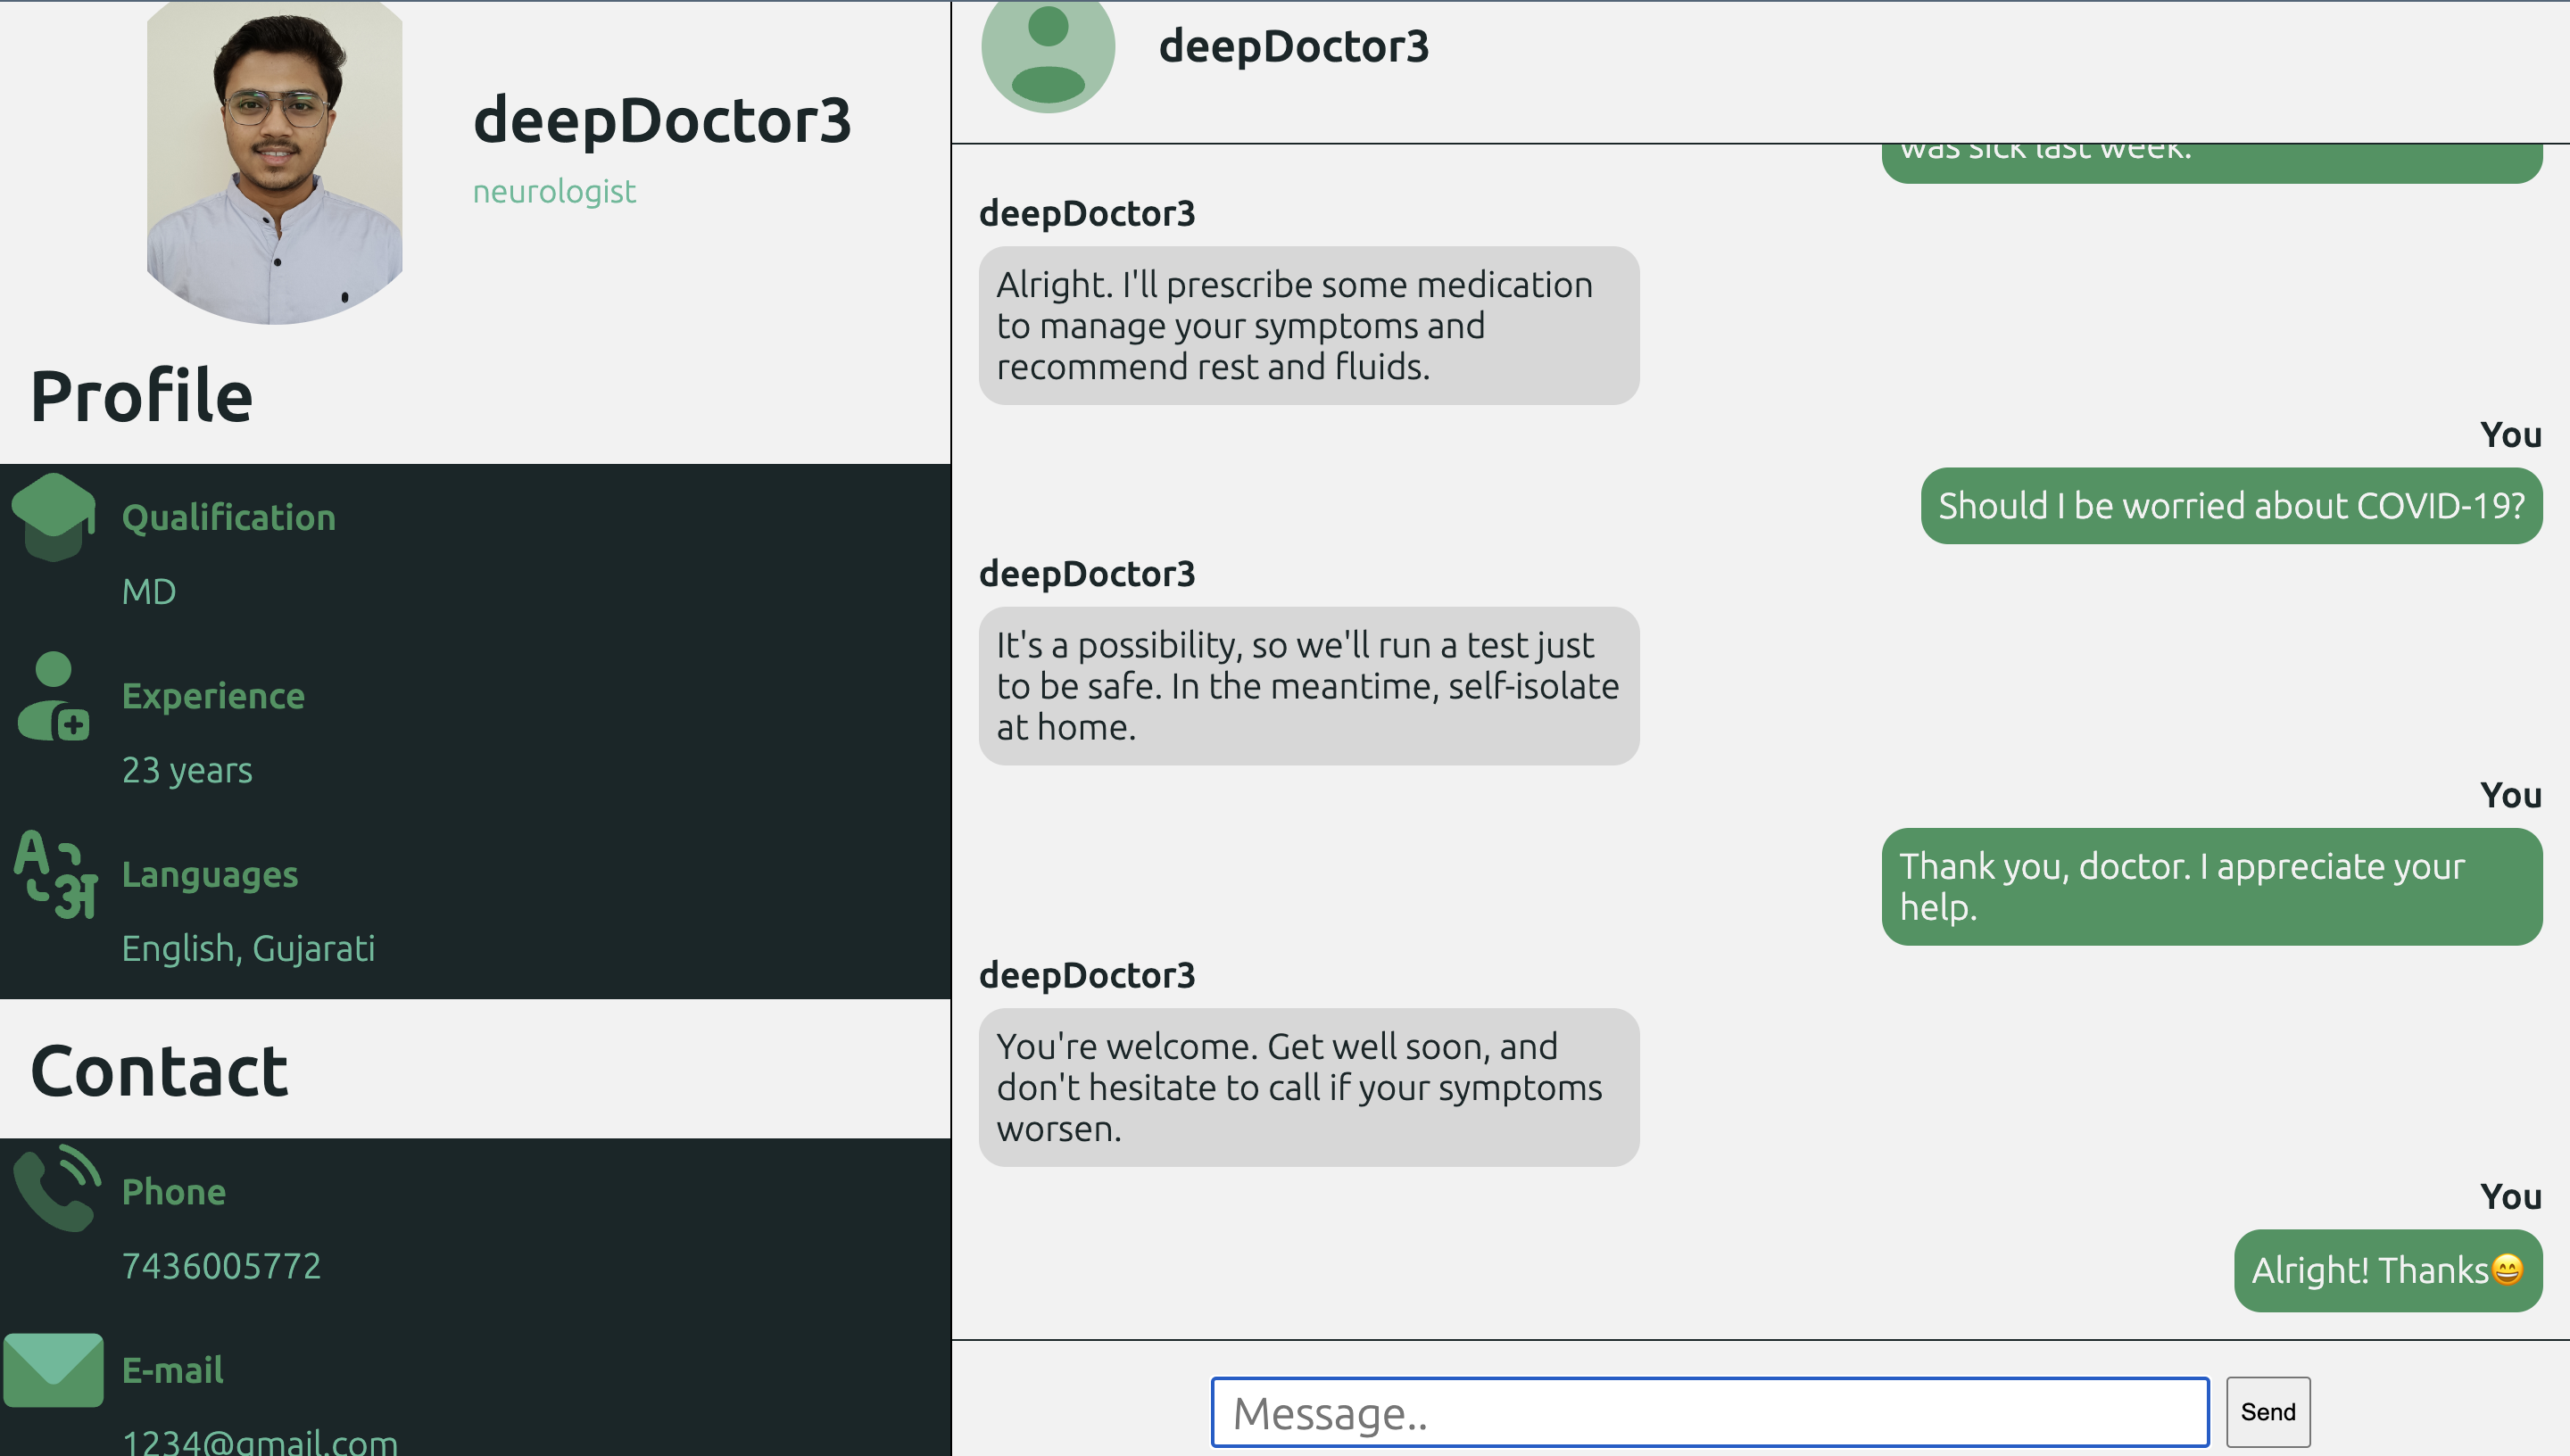 deepDoctor3
neurologist
Profile
Qualification
MD
Experience
23 years
Languages
English, Gujarati
Contact
Phone
7436005772
E-mail
1234@gmail.com
deepDoctor3
was sick last week.
deepDoctor3
Alright. I'll prescribe some medication
to manage your symptoms and
recommend rest and fluids.
You
Should I be worried about COVID-19?
deepDoctor3
It's a possibility, so we'll run a test just
to be safe. In the meantime, self-isolate
at home.
You
Thank you, doctor. I appreciate your
help.
deepDoctor3
You're welcome. Get well soon, and
don't hesitate to call if your symptoms
worsen.
You
Alright! Thanks😄
Message..
Send